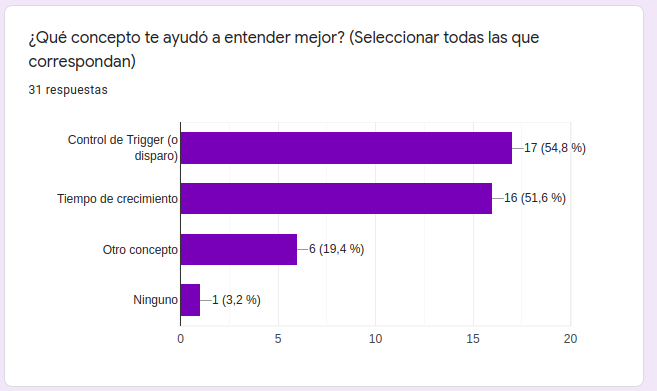 ¿Qué concepto te ayudó a entender mejor? (Seleccionar todas las que
correspondan)
31 respuestas
Control de Trigger (o
disparo)
17 (54,8 %)
Tiempo de crecimiento
16 (51,6 %)
Otro concepto
6 (19,4 %)
Ninguno
1 (3,2 %)
0 5 10 15 20